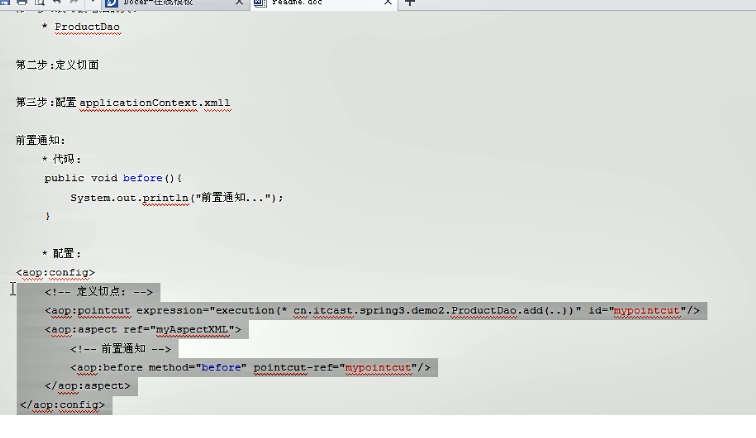 Docer-在线模板 readme.doc
* ProductDao
第二步:定义切面
第三步:配置 applicationContext.xmll
前置通知:
* 代码:
public void before(){
System.out.println("前置通知...");
}
* 配置:
<aop:config>
<!-- 定义切点: -->
<aop:pointcut expression="execution(* cn.itcast.spring3.demo2.ProductDao.add(..))" id="mypointcut"/>
<aop:aspect ref="myAspectXML">
<!-- 前置通知 -->
<aop:before method="before" pointcut-ref="mypointcut"/>
</aop:aspect>
</aop:config>